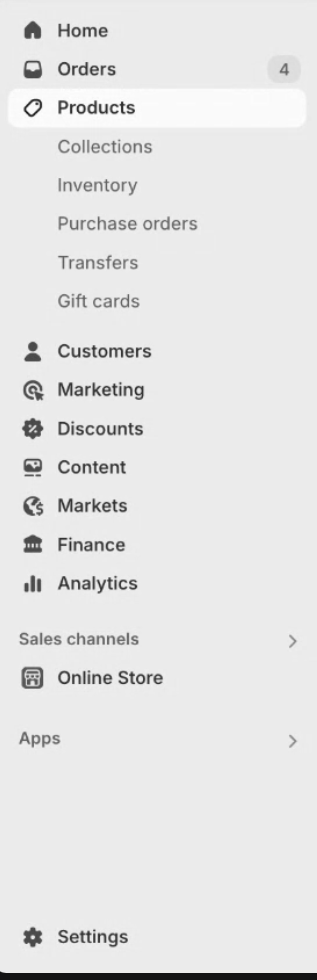 Home
Orders 4
Products
Collections
Inventory
Purchase orders
Transfers
Gift cards
Customers
Marketing
Discounts
Content
Markets
Finance
Analytics
Sales channels
Online Store
Apps
Settings